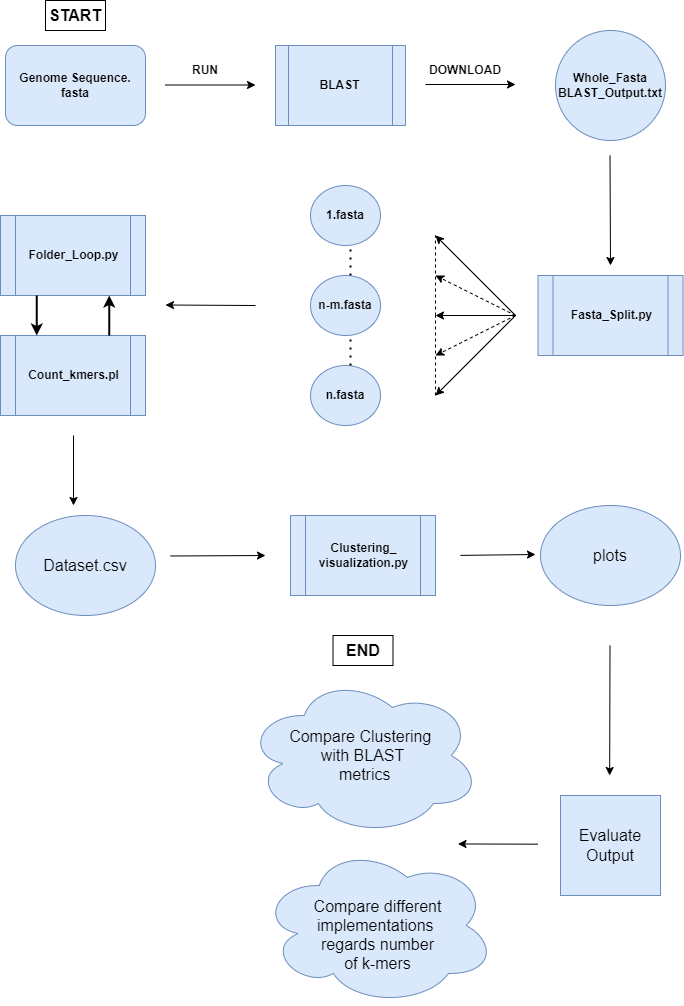 START
Genome Sequence.
fasta
RUN
BLAST
DOWNLOAD
Whole_Fasta
BLAST_Output.txt
1.fasta
Folder_Loop.py
n-m.fasta
Fasta_Split.py
Count_kmers.pl
n.fasta
Dataset.csv
Clustering_
visualization.py
plots
END
Compare Clustering
with BLAST
metrics
Evaluate
Output
Compare different
implementations
regards number
of k-mers